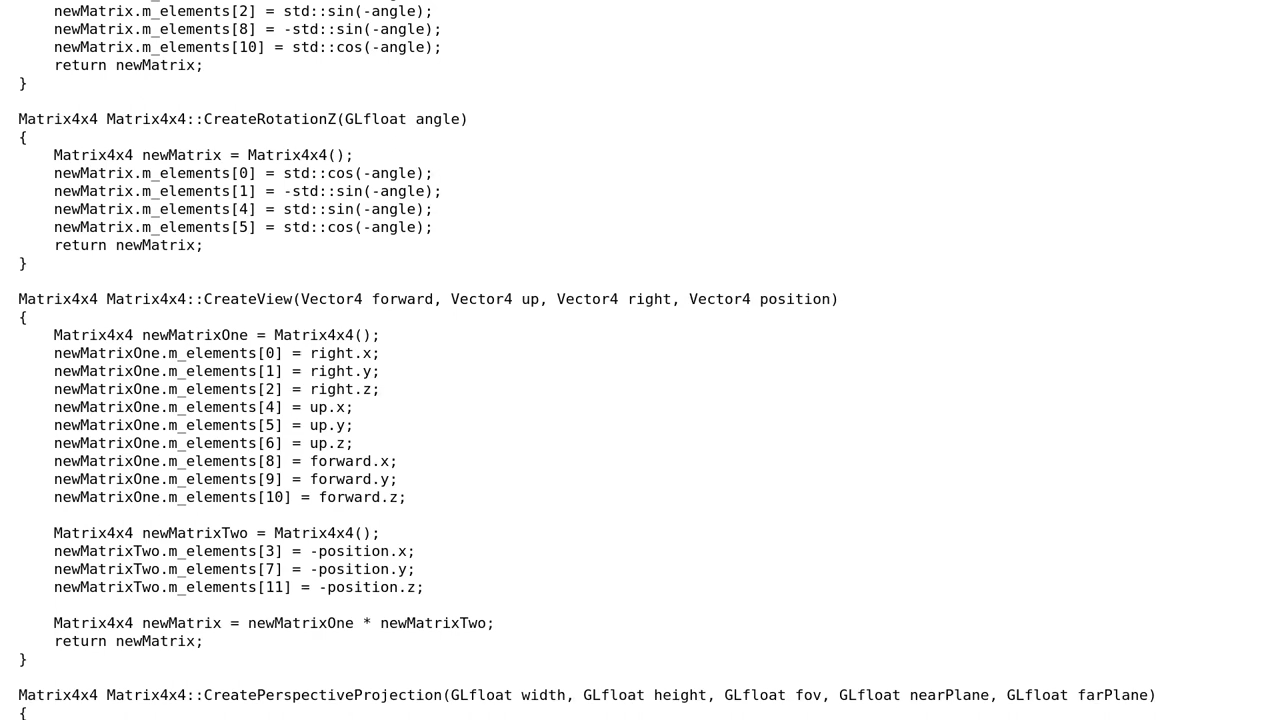 newMatrix.m_elements[2] = std::sin(-angle);
newMatrix.m_elements[8] = -std::sin(-angle);
newMatrix.m_elements[10] = std::cos(-angle);
return newMatrix;
}
Matrix4x4 Matrix4x4::CreateRotationZ(GLfloat angle)
{
Matrix4x4 newMatrix = Matrix4x4();
newMatrix.m_elements[0] = std::cos(-angle);
newMatrix.m_elements[1] = -std::sin(-angle);
newMatrix.m_elements[4] = std::sin(-angle);
newMatrix.m_elements[5] = std::cos(-angle);
return newMatrix;
}
Matrix4x4 Matrix4x4::CreateView(Vector4 forward, Vector4 up, Vector4 right, Vector4 position)
{
Matrix4x4 newMatrixOne = Matrix4x4();
newMatrixOne.m_elements[0] = right.x;
newMatrixOne.m_elements[1] = right.y;
newMatrixOne.m_elements[2] = right.z;
newMatrixOne.m_elements[4] = up.x;
newMatrixOne.m_elements[5] = up.y;
newMatrixOne.m_elements[6] = up.z;
newMatrixOne.m_elements[8] = forward.x;
newMatrixOne.m_elements[9] = forward.y;
newMatrixOne.m_elements[10] = forward.z;
Matrix4x4 newMatrixTwo = Matrix4x4();
newMatrixTwo.m_elements[3] = -position.x;
newMatrixTwo.m_elements[7] = -position.y;
newMatrixTwo.m_elements[11] = -position.z;
Matrix4x4 newMatrix = newMatrixOne * newMatrixTwo;
return newMatrix;
}
Matrix4x4 Matrix4x4::CreatePerspectiveProjection(GLfloat width, GLfloat height, GLfloat fov, GLfloat nearPlane, GLfloat farPlane)
{